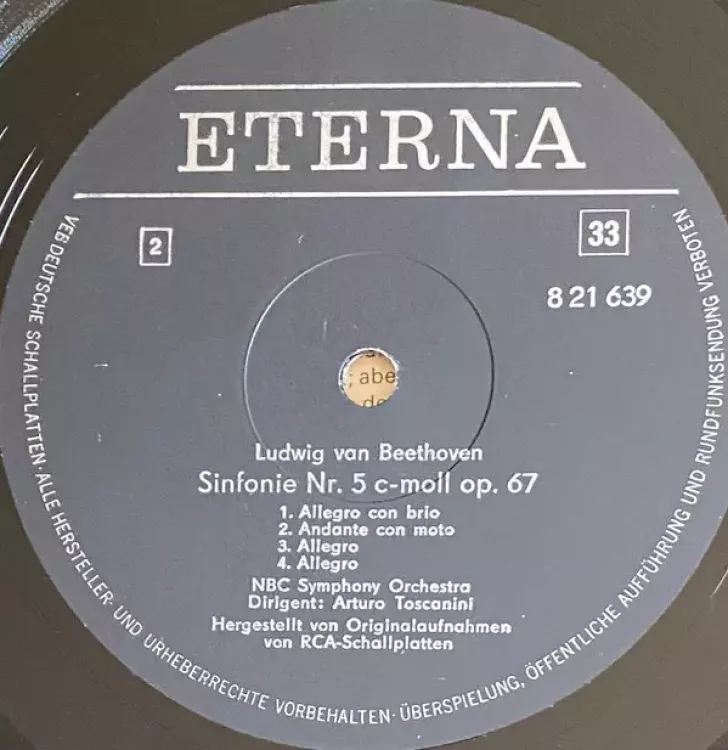 ETERNA
2
33
8 21 639
; abe
Ludwig van Beethoven
Sinfonie Nr. 5 c-moll op. 67
1. Allegro con brio
2. Andante con moto
3. Allegro
4. Allegro
NBC Symphony Orchestra
Dirigent: Arturo Toscanini
Hergestellt von Originalaufnahmen
von RCA-Schallplatten
VEB DEUTSCHE SCHALLPLATTEN · ALLE HERSTELLER- UND URHEBERRECHTE VORBEHALTEN · ÜBERSPIELUNG, ÖFFENTLICHE AUFFÜHRUNG UND RUNDFUNKSENDUNG VERBOTEN